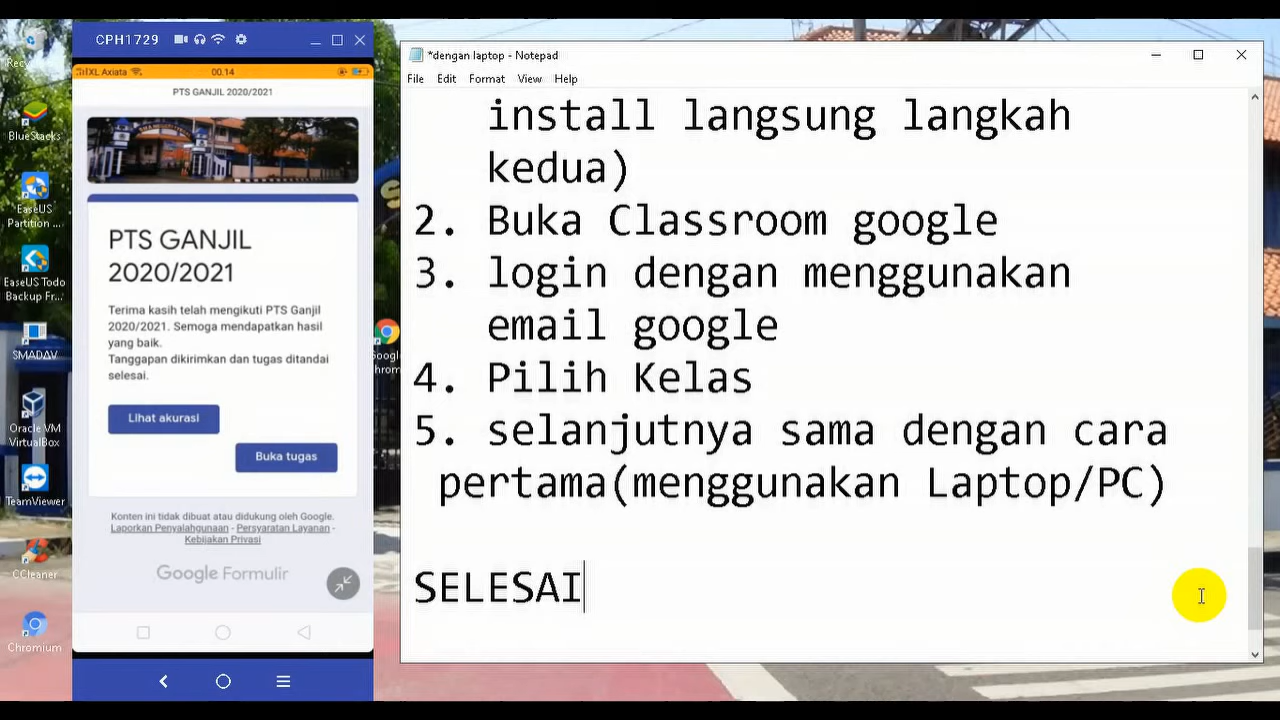 CPH1729
XL Axiata
00.14
PTS GANJIL 2020/2021
PTS GANJIL
2020/2021
Terima kasih telah mengikuti PTS Ganjil
2020/2021. Semoga mendapatkan hasil
yang baik.
Tanggapan dikirimkan dan tugas ditandai
selesai.
Lihat akurasi
Buka tugas
Konten ini tidak dibuat atau didukung oleh Google.
Laporkan Penyalahgunaan - Persyaratan Layanan -
Kebijakan Privasi
Google Formulir
BlueStacks
EaseUS
Partition ...
EaseUS Todo
Backup Fr...
SMADAV
Oracle VM
VirtualBox
TeamViewer
CCleaner
Chromium
*dengan laptop - Notepad
File Edit Format View Help
install langsung langkah
kedua)
2. Buka Classroom google
3. login dengan menggunakan
email google
4. Pilih Kelas
5. selanjutnya sama dengan cara
pertama(menggunakan Laptop/PC)
SELESAI